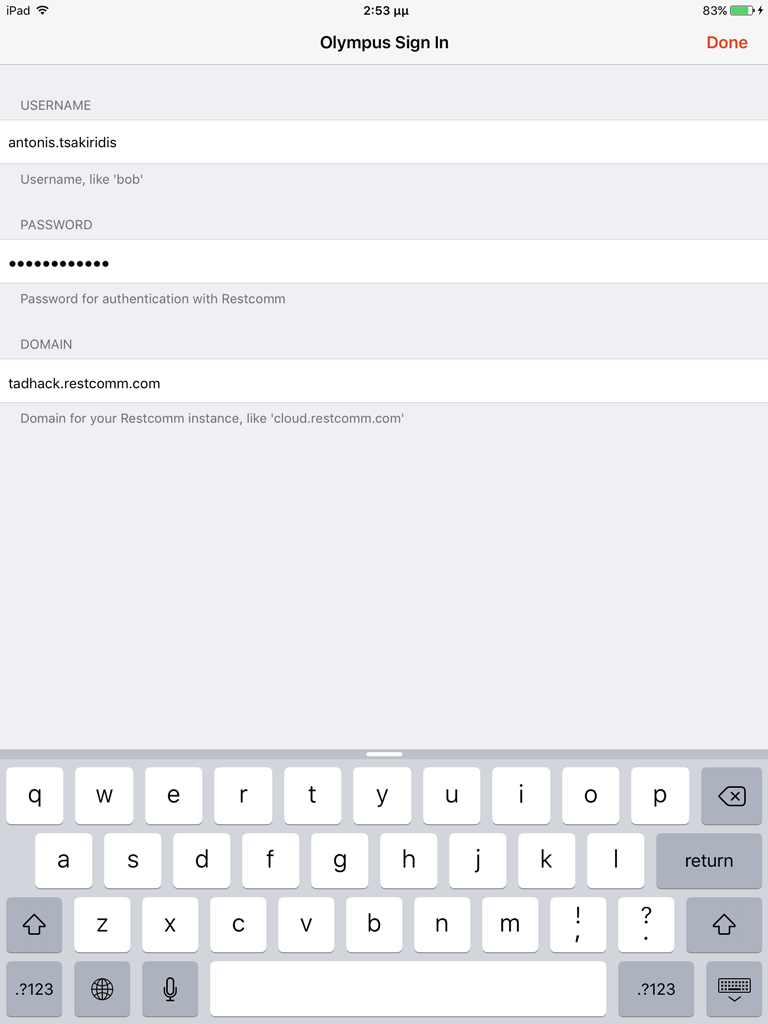 iPad 2:53 μμ 83%
Olympus Sign In Done
USERNAME
antonis.tsakiridis
Username, like 'bob'
PASSWORD
••••••••••••
Password for authentication with Restcomm
DOMAIN
tadhack.restcomm.com
Domain for your Restcomm instance, like 'cloud.restcomm.com'
q w e r t y u i o p
a s d f g h j k l return
z x c v b n m ! , ? .
.?123 .?123